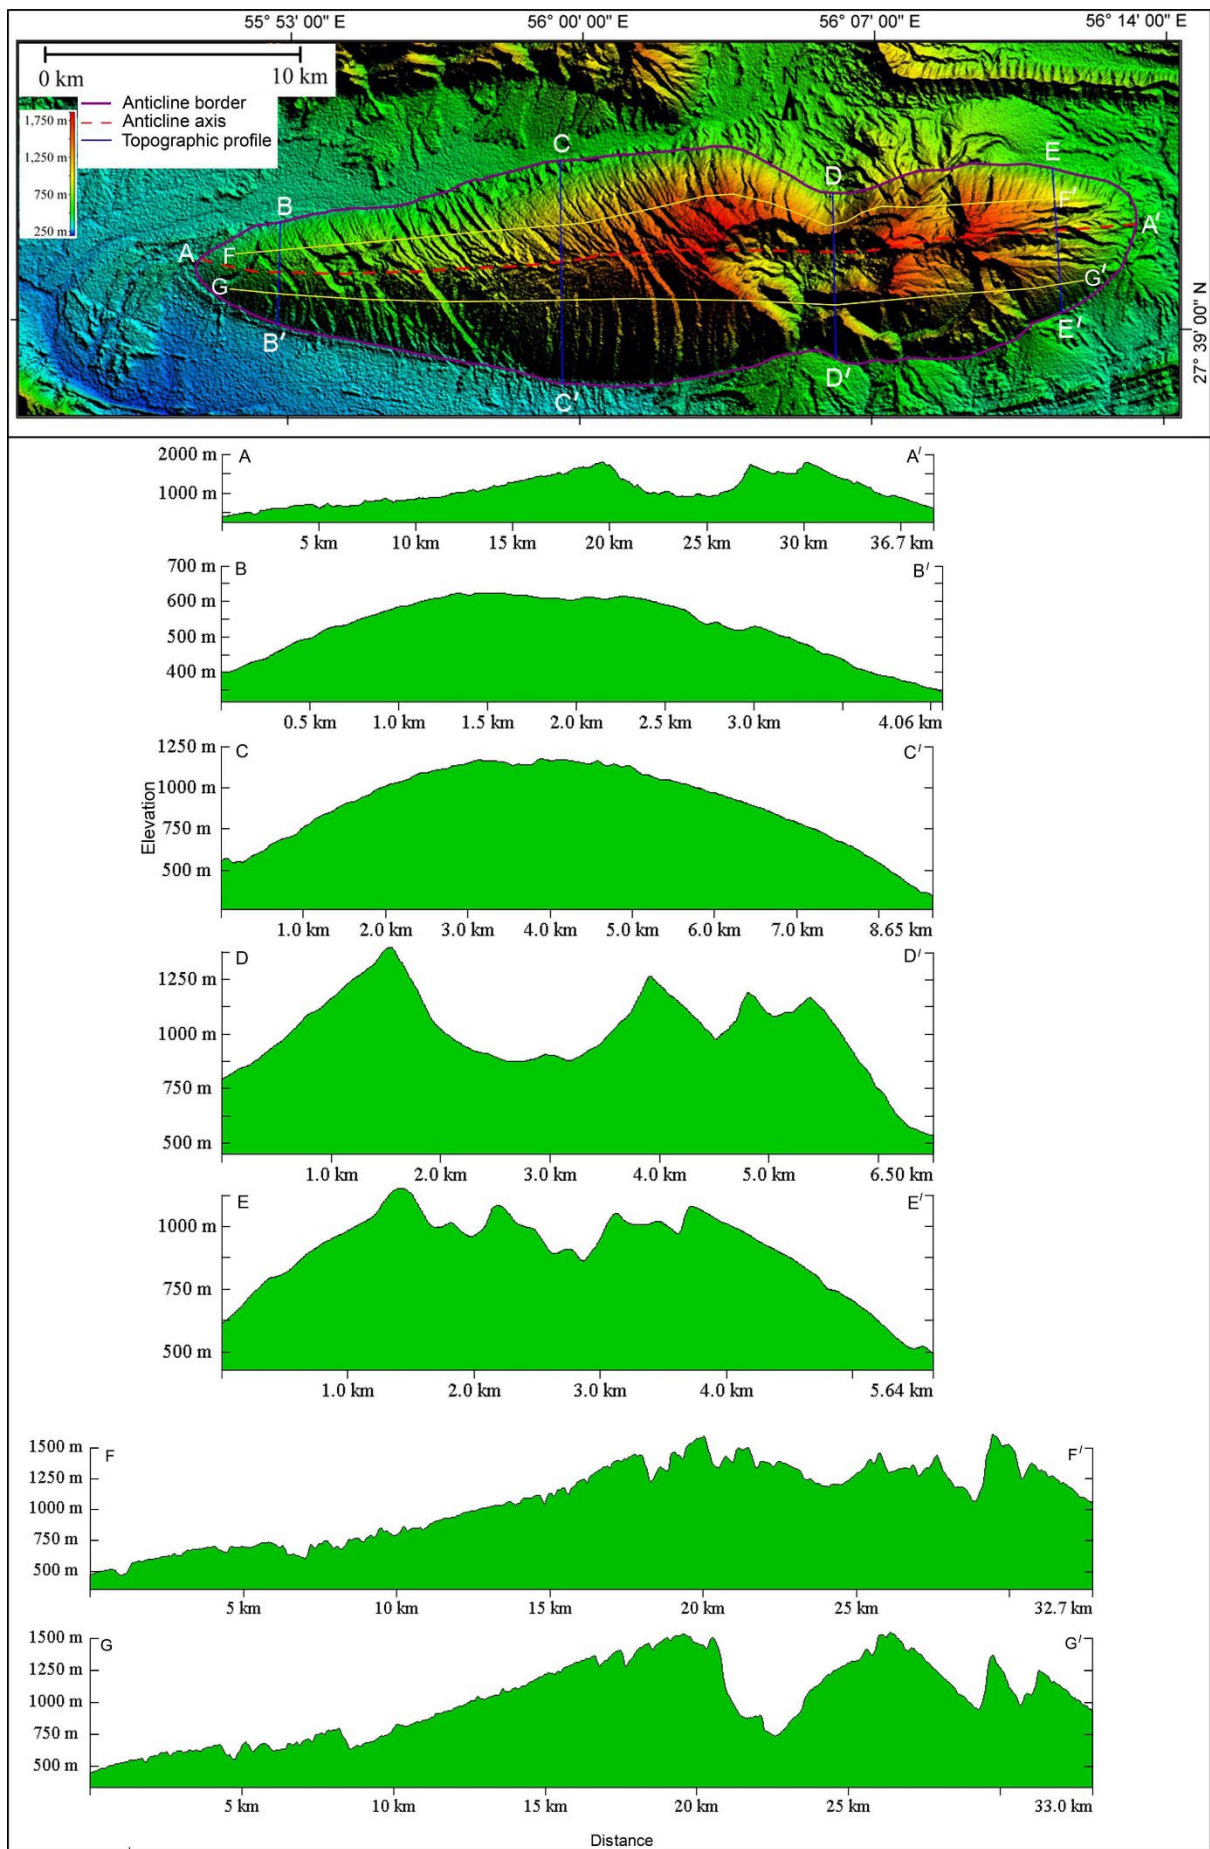 55° 53' 00" E 56° 00' 00" E 56° 07' 00" E 56° 14' 00" E
0 km 10 km
N
Anticline border
Anticline axis
Topographic profile
1,750 m
1,250 m
750 m
250 m
C
D
E
B
F'
A'
A
F
G
G'
B'
E'
D'
C'
27° 39' 00" N
2000 m A A'
1000 m
5 km 10 km 15 km 20 km 25 km 30 km 36.7 km
700 m B B'
600 m
500 m
400 m
0.5 km 1.0 km 1.5 km 2.0 km 2.5 km 3.0 km 4.06 km
1250 m C C'
1000 m
750 m
500 m
Elevation
1.0 km 2.0 km 3.0 km 4.0 km 5.0 km 6.0 km 7.0 km 8.65 km
D D'
1250 m
1000 m
750 m
500 m
1.0 km 2.0 km 3.0 km 4.0 km 5.0 km 6.50 km
E E'
1000 m
750 m
500 m
1.0 km 2.0 km 3.0 km 4.0 km 5.64 km
1500 m F F'
1250 m
1000 m
750 m
500 m
5 km 10 km 15 km 20 km 25 km 32.7 km
1500 m G G'
1250 m
1000 m
750 m
500 m
5 km 10 km 15 km 20 km 25 km 33.0 km
Distance